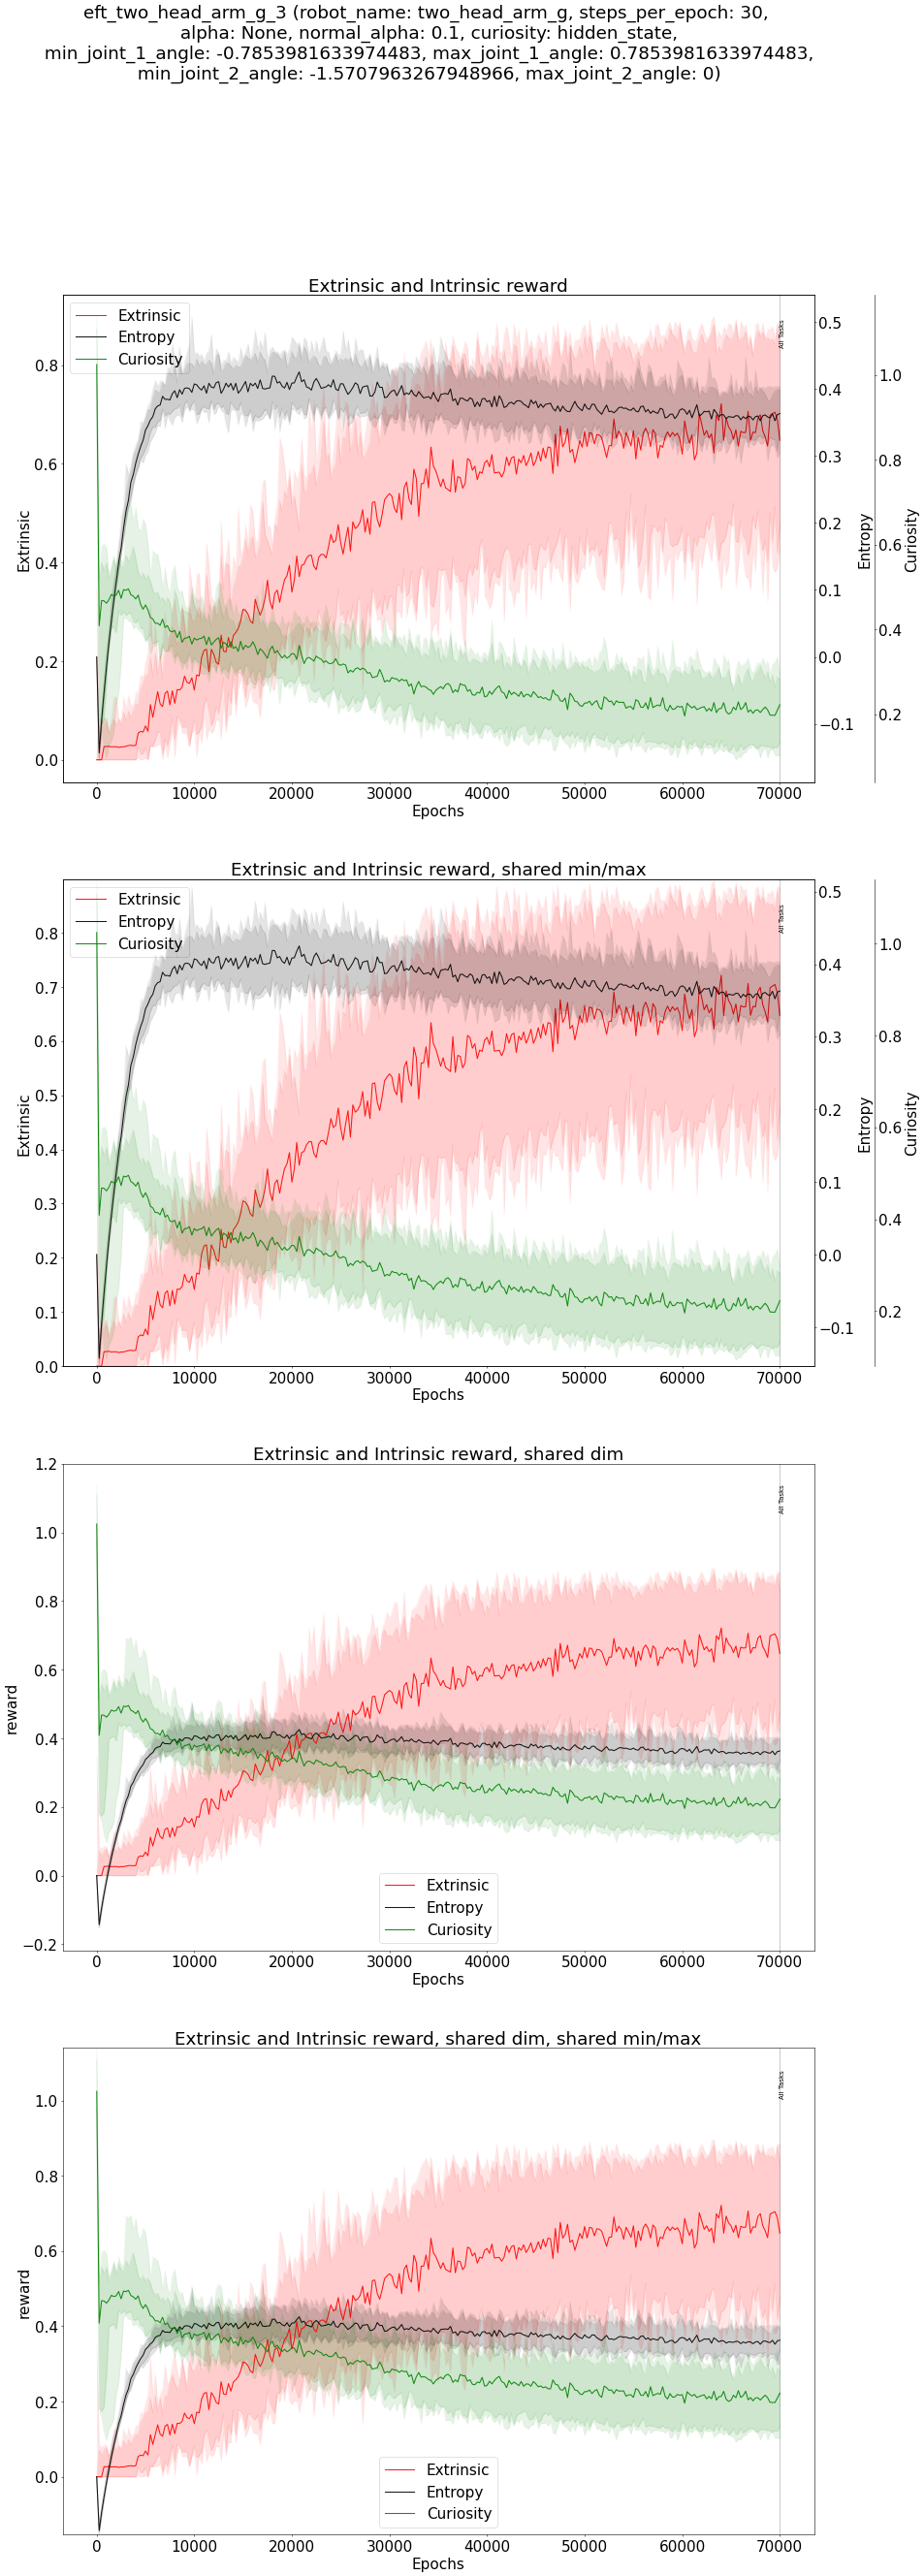 eft_two_head_arm_g_3 (robot_name: two_head_arm_g, steps_per_epoch: 30,
alpha: None, normal_alpha: 0.1, curiosity: hidden_state,
min_joint_1_angle: -0.7853981633974483, max_joint_1_angle: 0.7853981633974483,
min_joint_2_angle: -1.57079632679489​66, max_joint_2_angle: 0)
Extrinsic and Intrinsic reward
Extrinsic
Entropy
Curiosity
All Tasks
0.8
0.6
0.4
0.2
0.0
Extrinsic
0.5
0.4
0.3
0.2
0.1
0.0
−0.1
Entropy
1.0
0.8
0.6
0.4
0.2
Curiosity
0 10000 20000 30000 40000 50000 60000 70000
Epochs
Extrinsic and Intrinsic reward, shared min/max
Extrinsic
Entropy
Curiosity
All Tasks
0.8
0.7
0.6
0.5
0.4
0.3
0.2
0.1
0.0
Extrinsic
0.5
0.4
0.3
0.2
0.1
0.0
−0.1
Entropy
1.0
0.8
0.6
0.4
0.2
Curiosity
0 10000 20000 30000 40000 50000 60000 70000
Epochs
Extrinsic and Intrinsic reward, shared dim
All Tasks
1.2
1.0
0.8
0.6
0.4
0.2
0.0
−0.2
reward
Extrinsic
Entropy
Curiosity
0 10000 20000 30000 40000 50000 60000 70000
Epochs
Extrinsic and Intrinsic reward, shared dim, shared min/max
All Tasks
1.0
0.8
0.6
0.4
0.2
0.0
reward
Extrinsic
Entropy
Curiosity
0 10000 20000 30000 40000 50000 60000 70000
Epochs